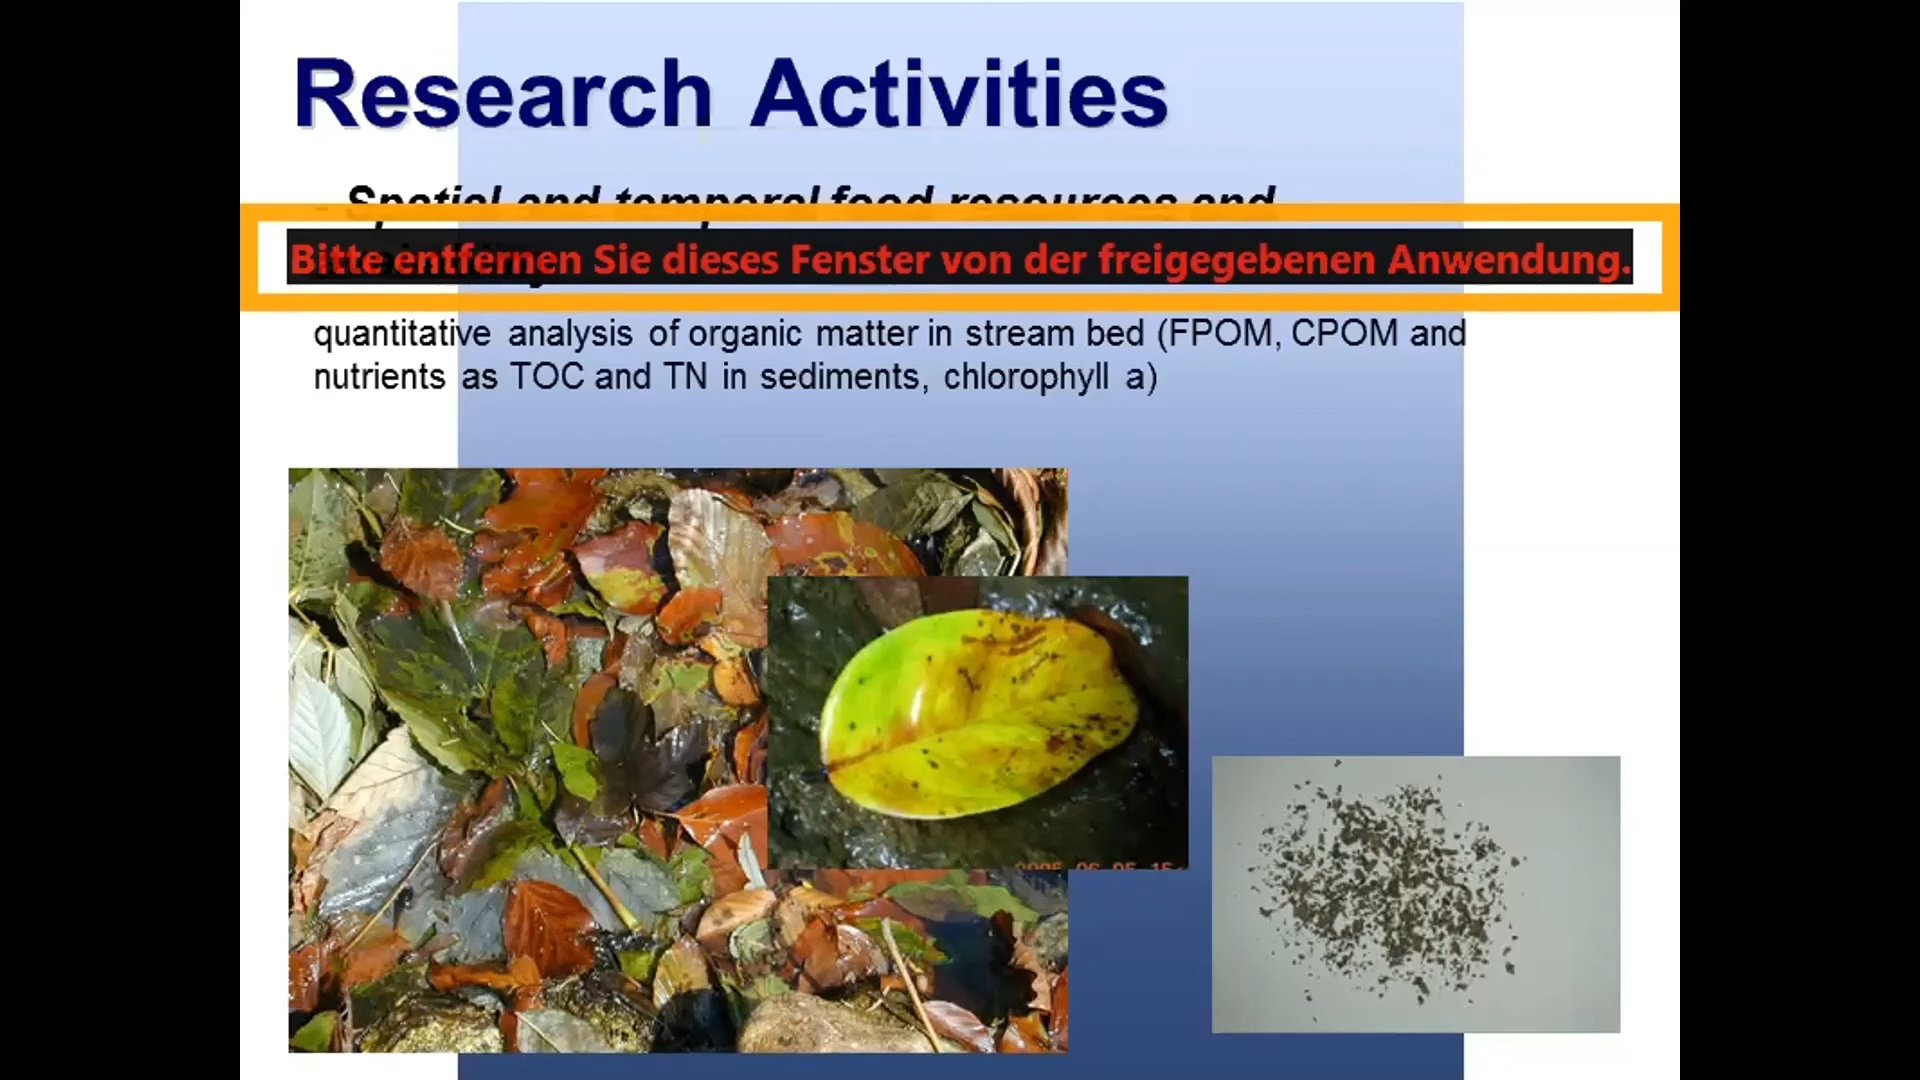 Research Activities
- Spatial and temporal food resources and
Bitte entfernen Sie dieses Fenster von der freigegebenen Anwendung.
quantitative analysis of organic matter in stream bed (FPOM, CPOM and
nutrients as TOC and TN in sediments, chlorophyll a)